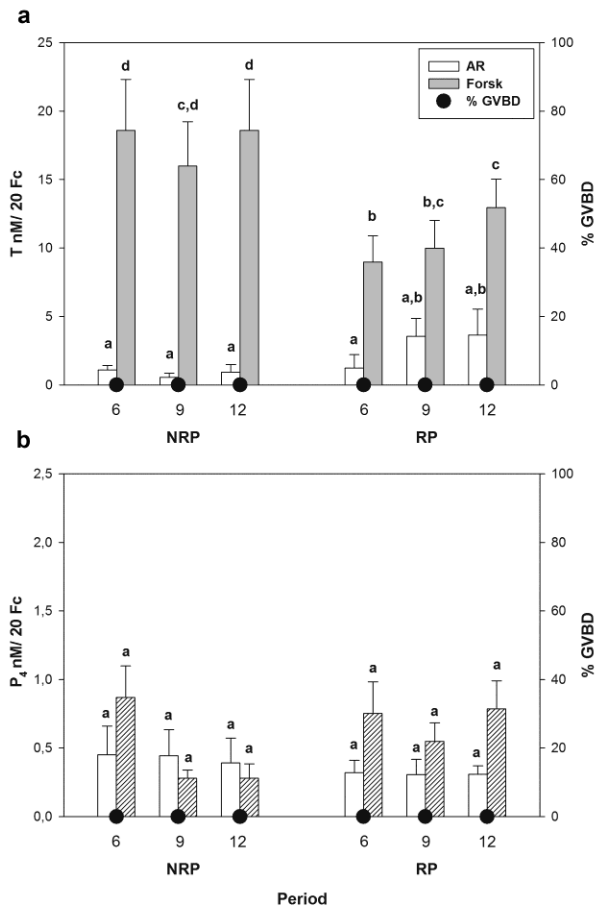 a
25
20
15
10
5
0
T nM/ 20 Fc
100
80
60
40
20
0
% GVBD
AR
Forsk
% GVBD
d
c,d
d
c
b
b,c
a
a
a
a
a,b
a,b
6 9 12 6 9 12
NRP RP
b
2,5
2,0
1,5
1,0
0,5
0,0
P4 nM/ 20 Fc
100
80
60
40
20
0
% GVBD
a a a a a a
a a a a a a
6 9 12 6 9 12
NRP RP
Period